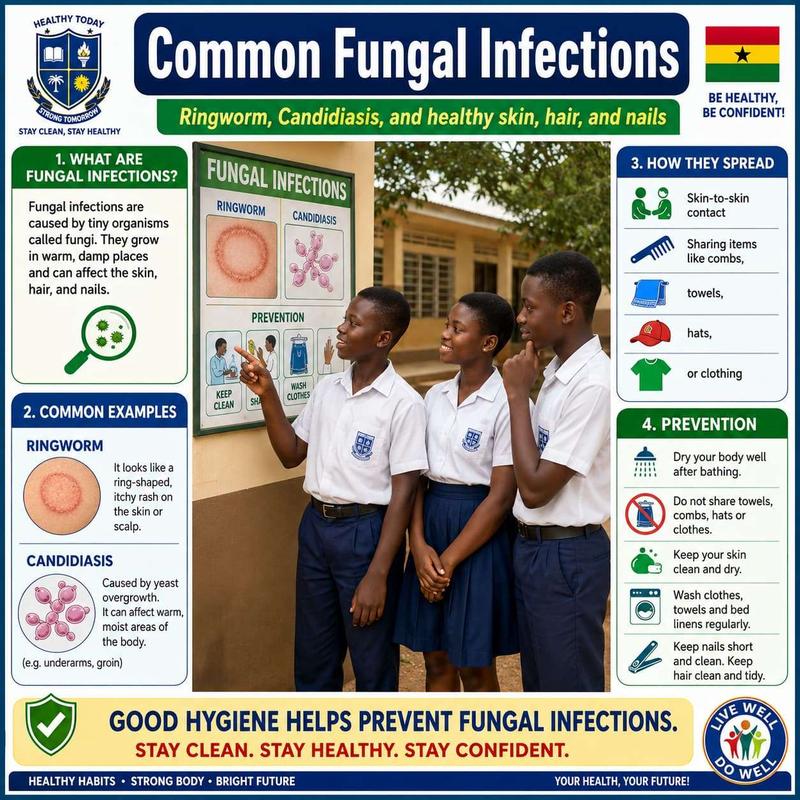 HEALTHY TODAY
STRONG TOMORROW
STAY CLEAN, STAY HEALTHY
Common Fungal Infections
Ringworm, Candidiasis, and healthy skin, hair, and nails
BE HEALTHY,
BE CONFIDENT!
1. WHAT ARE
FUNGAL INFECTIONS?
Fungal infections are
caused by tiny organisms
called fungi. They grow
in warm, damp places
and can affect the skin,
hair, and nails.
2. COMMON EXAMPLES
RINGWORM
It looks like a
ring-shaped,
itchy rash on
the skin or
scalp.
CANDIDIASIS
Caused by yeast
overgrowth.
It can affect warm,
moist areas of
the body.
(e.g. underarms, groin)
FUNGAL INFECTIONS
RINGWORM
CANDIDIASIS
PREVENTION
KEEP
CLEAN
WASH
CLOTHES
3. HOW THEY SPREAD
Skin-to-skin
contact
Sharing items
like combs,
towels,
hats,
or clothing
4. PREVENTION
Dry your body well
after bathing.
Do not share towels,
combs, hats or
clothes.
Keep your skin
clean and dry.
Wash clothes,
towels and bed
linens regularly.
Keep nails short
and clean. Keep
hair clean and tidy.
GOOD HYGIENE HELPS PREVENT FUNGAL INFECTIONS.
STAY CLEAN. STAY HEALTHY. STAY CONFIDENT.
LIVE WELL
DO WELL
HEALTHY HABITS • STRONG BODY • BRIGHT FUTURE
YOUR HEALTH, YOUR FUTURE!